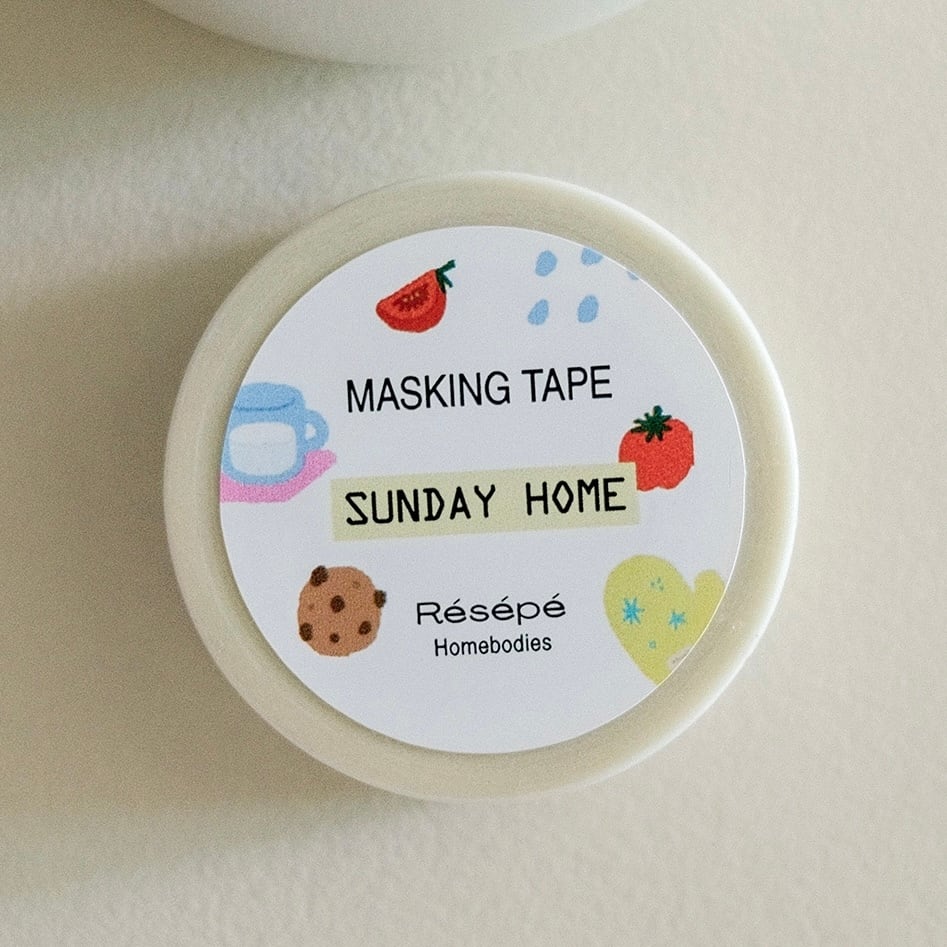 MASKING TAPE
SUNDAY HOME
Résépé
Homebodies